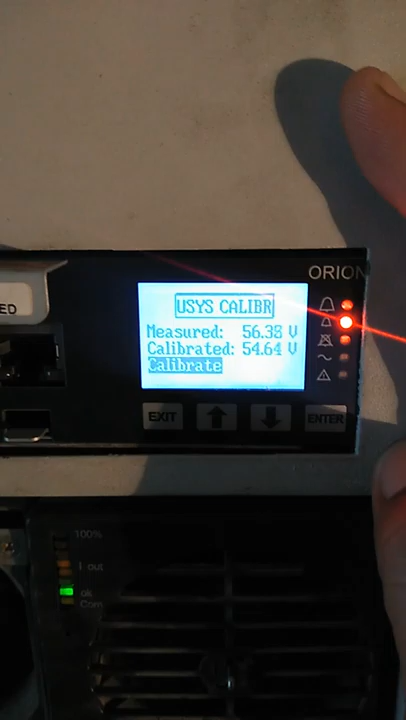 ORION
ED
USYS CALIBR
Measured: 56.38 V
Calibrated: 54.64 V
Calibrate
EXIT
ENTER
100%
I out
ok
Com